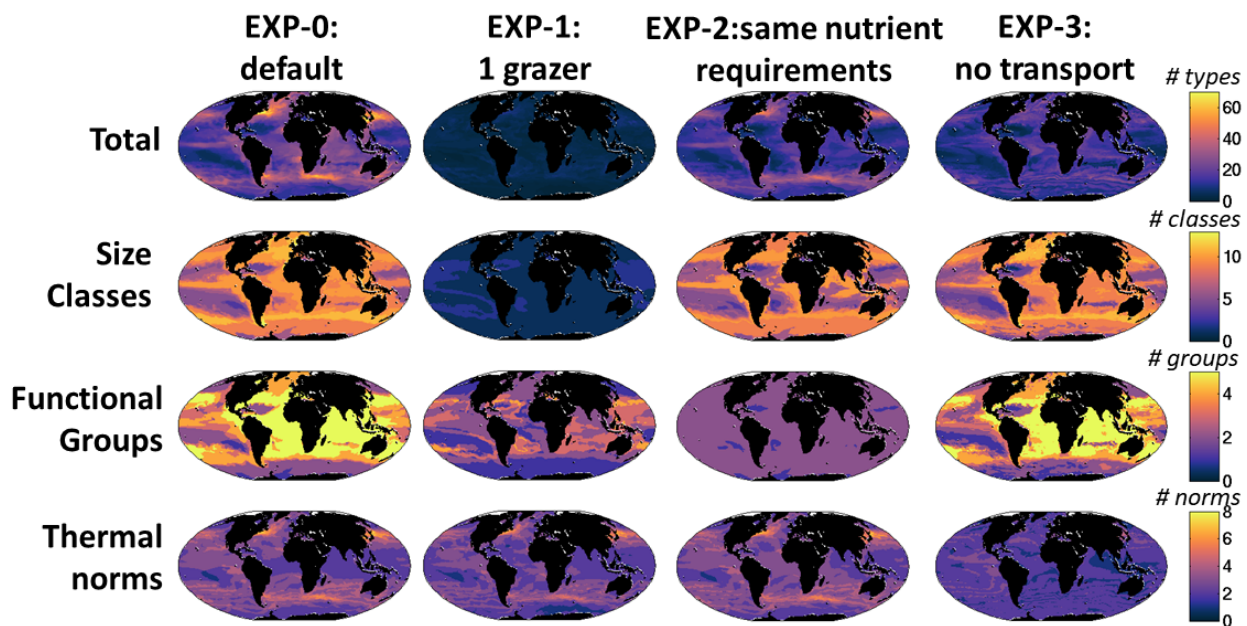 EXP-0:
default
EXP-1:
1 grazer
EXP-2:same nutrient
requirements
EXP-3:
no transport
# types
Total
60
40
20
0
# classes
Size
Classes
10
5
0
# groups
Functional
Groups
4
2
0
# norms
Thermal
norms
8
6
4
2
0